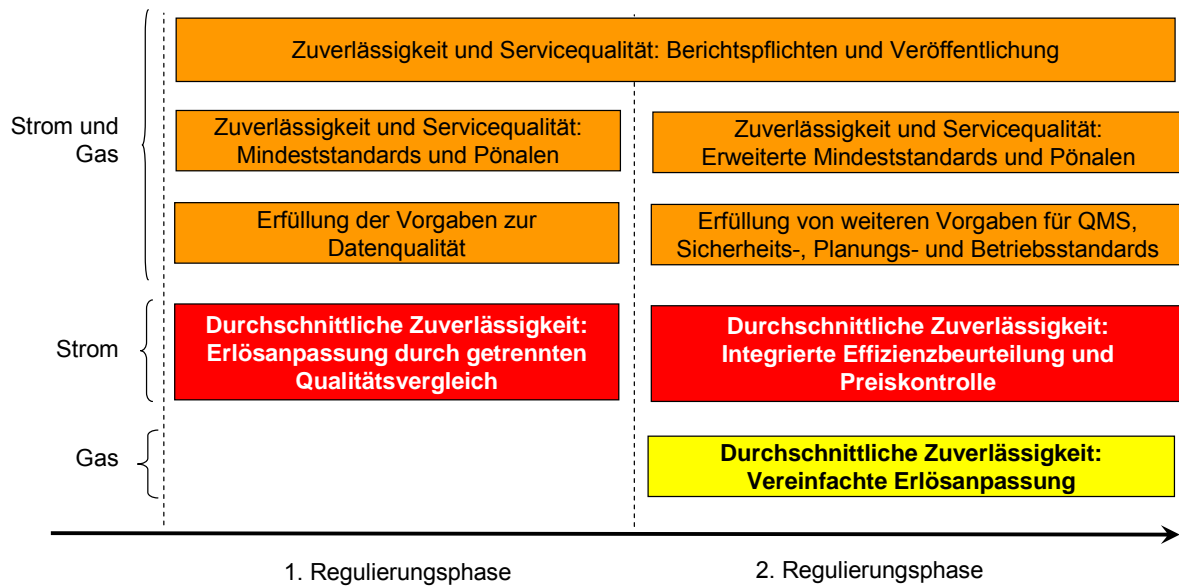 Zuverlässigkeit und Servicequalität: Berichtspflichten und Veröffentlichung
Strom und
Gas
Zuverlässigkeit und Servicequalität:
Mindeststandards und Pönalen
Zuverlässigkeit und Servicequalität:
Erweiterte Mindeststandards und Pönalen
Erfüllung der Vorgaben zur
Datenqualität
Erfüllung von weiteren Vorgaben für QMS,
Sicherheits-, Planungs- und Betriebsstandards
Strom
Durchschnittliche Zuverlässigkeit:
Erlösanpassung durch getrennten
Qualitätsvergleich
Durchschnittliche Zuverlässigkeit:
Integrierte Effizienzbeurteilung und
Preiskontrolle
Gas
Durchschnittliche Zuverlässigkeit:
Vereinfachte Erlösanpassung
1. Regulierungsphase
2. Regulierungsphase